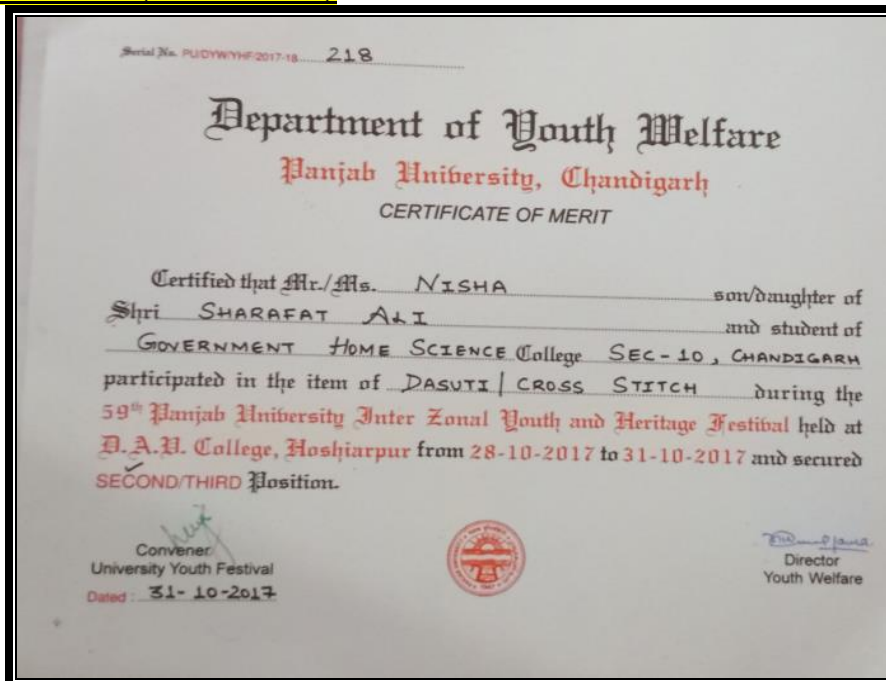 Serial No. PU/DYW/YHF/2017-18 218
Department of Youth Welfare
Panjab University, Chandigarh
CERTIFICATE OF MERIT
Certified that Mr./Ms. NISHA son/daughter of
Shri SHARAFAT ALI and student of
GOVERNMENT HOME SCIENCE College SEC-10, CHANDIGARH
participated in the item of DASUTI/CROSS STITCH during the
59th Panjab University Inter Zonal Youth and Heritage Festival held at
D.A.V. College, Hoshiarpur from 28-10-2017 to 31-10-2017 and secured
SECOND/THIRD Position.
Convener
University Youth Festival
Dated : 31-10-2017
Director
Youth Welfare